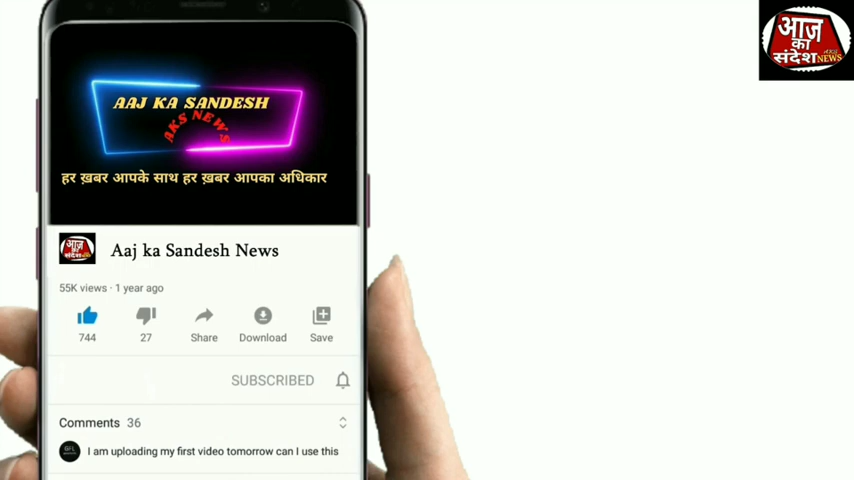 आज़
का
संदेश NEWS
AAJ KA SANDESH
AKS NEWS
हर ख़बर आपके साथ हर ख़बर आपका अधिकार
आज़
का
संदेश
Aaj ka Sandesh News
55K views · 1 year ago
744
27
Share
Download
Save
SUBSCRIBED
Comments 36
I am uploading my first video tomorrow can I use this